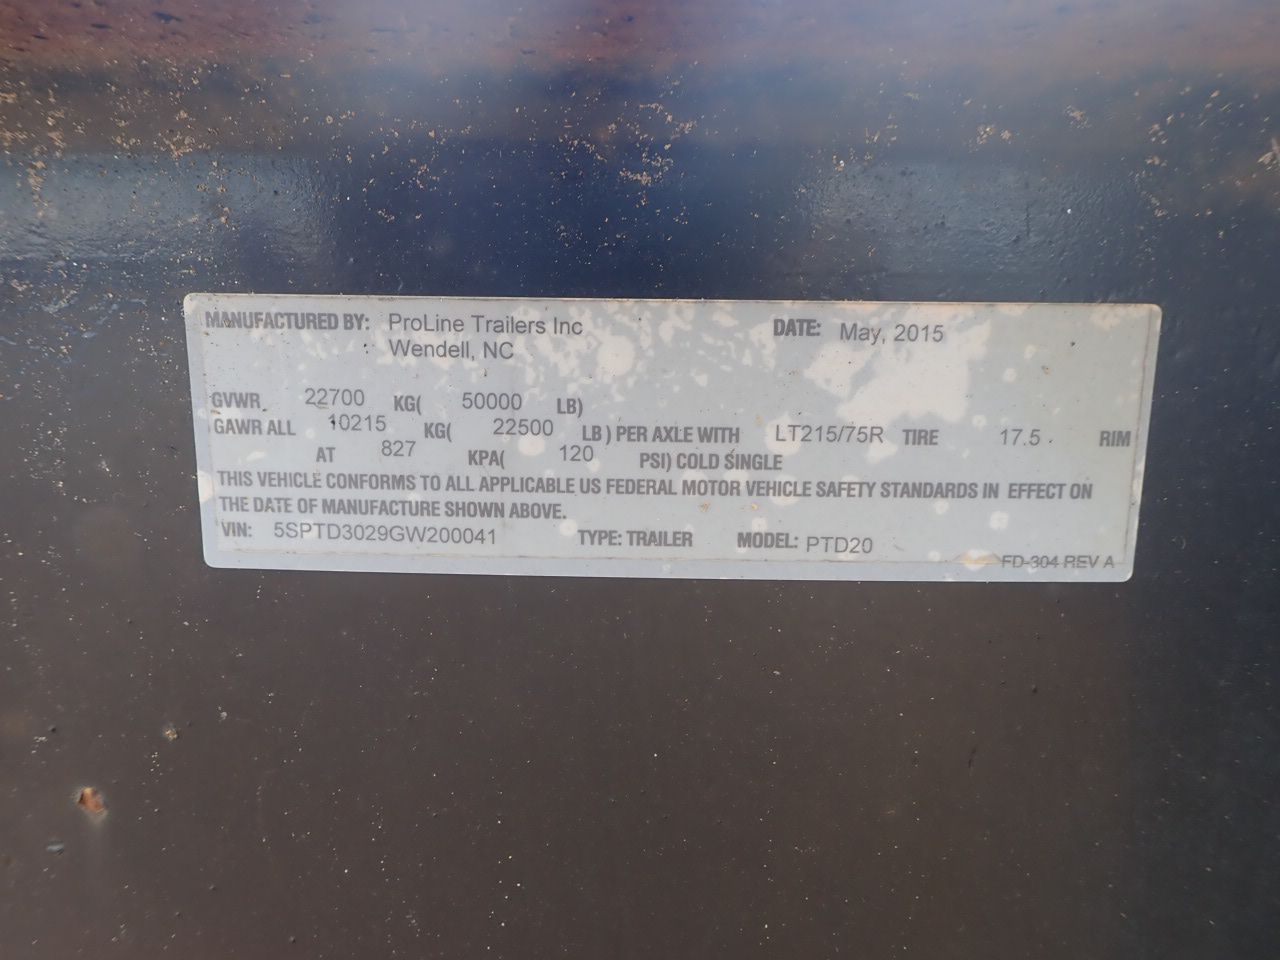 MANUFACTURED BY: ProLine Trailers Inc DATE: May, 2015
Wendell, NC
GVWR 22700 KG( 50000 LB)
GAWR ALL 10215 KG( 22500 LB) PER AXLE WITH LT215/75R TIRE 17.5 RIM
AT 827 KPA( 120 PSI) COLD SINGLE
THIS VEHICLE CONFORMS TO ALL APPLICABLE US FEDERAL MOTOR VEHICLE SAFETY STANDARDS IN EFFECT ON
THE DATE OF MANUFACTURE SHOWN ABOVE.
VIN: 5SPTD3029GW200041 TYPE: TRAILER MODEL: PTD20
FD-304 REV A